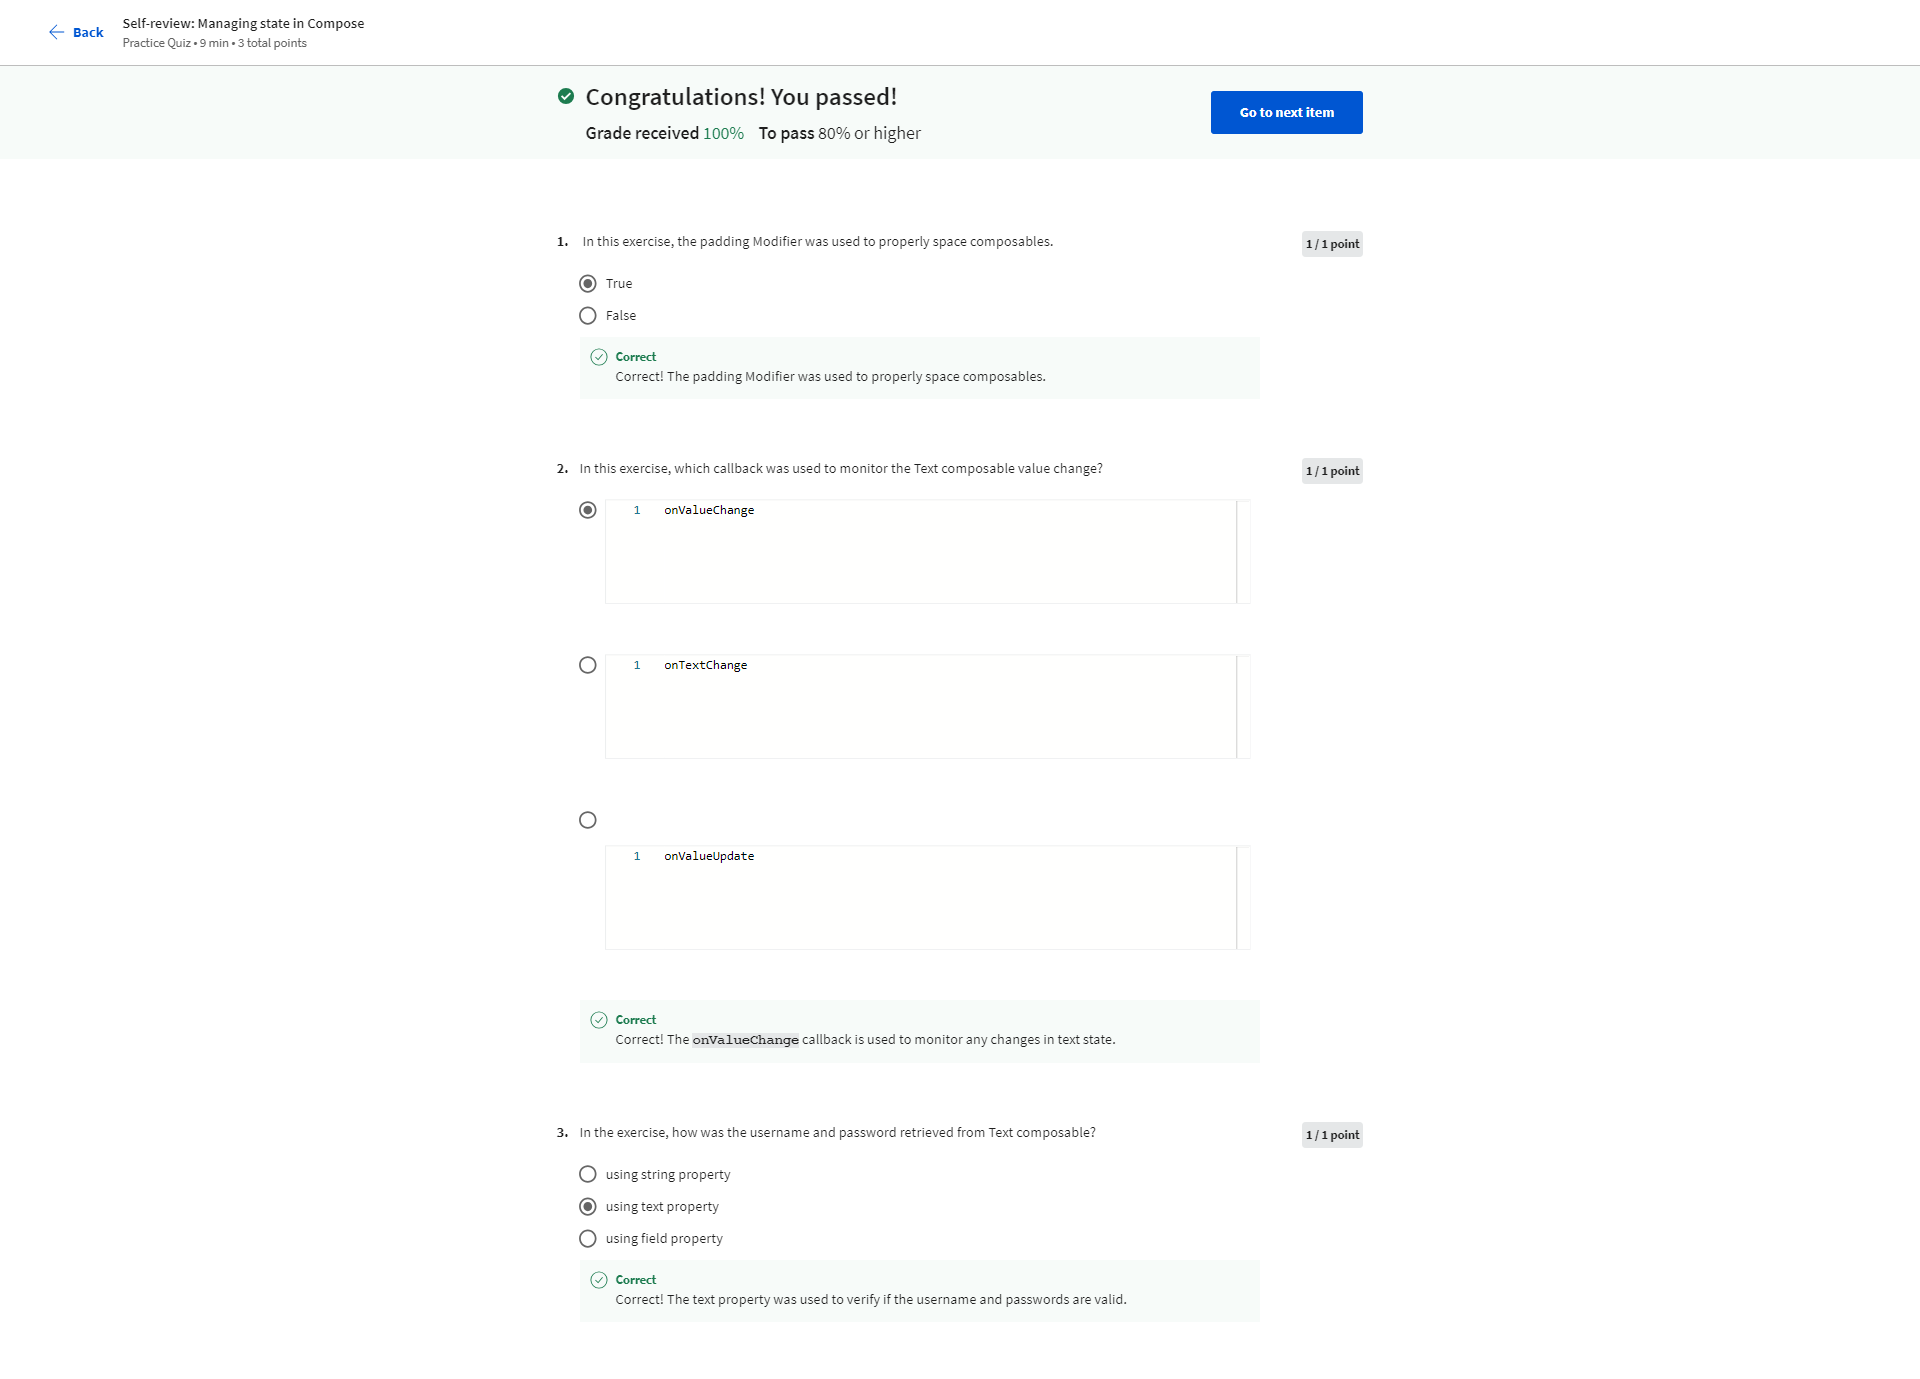 Back
Self-review: Managing state in Compose
Practice Quiz • 9 min • 3 total points
Congratulations! You passed!
Grade received 100% To pass 80% or higher
Go to next item
1. In this exercise, the padding Modifier was used to properly space composables.
1 / 1 point
True
False
Correct
Correct! The padding Modifier was used to properly space composables.
2. In this exercise, which callback was used to monitor the Text composable value change?
1 / 1 point
1 onValueChange
1 onTextChange
1 onValueUpdate
Correct
Correct! The onValueChange callback is used to monitor any changes in text state.
3. In the exercise, how was the username and password retrieved from Text composable?
1 / 1 point
using string property
using text property
using field property
Correct
Correct! The text property was used to verify if the username and passwords are valid.